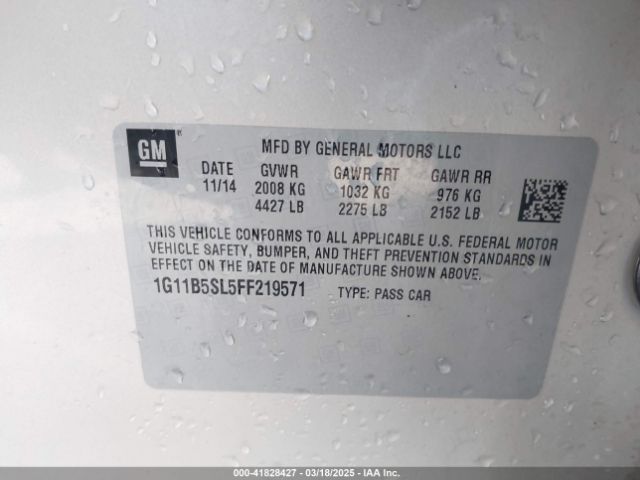 GM
MFD BY GENERAL MOTORS LLC
DATE GVWR GAWR FRT GAWR RR
11/14 2008 KG 1032 KG 976 KG
4427 LB 2275 LB 2152 LB
THIS VEHICLE CONFORMS TO ALL APPLICABLE U.S. FEDERAL MOTOR
VEHICLE SAFETY, BUMPER, AND THEFT PREVENTION STANDARDS
IN EFFECT ON THE DATE OF MANUFACTURE SHOWN ABOVE.
1G11B5SL5FF219571 TYPE: PASS CAR
000-41828427 - 03/18/2025 - IAA Inc.